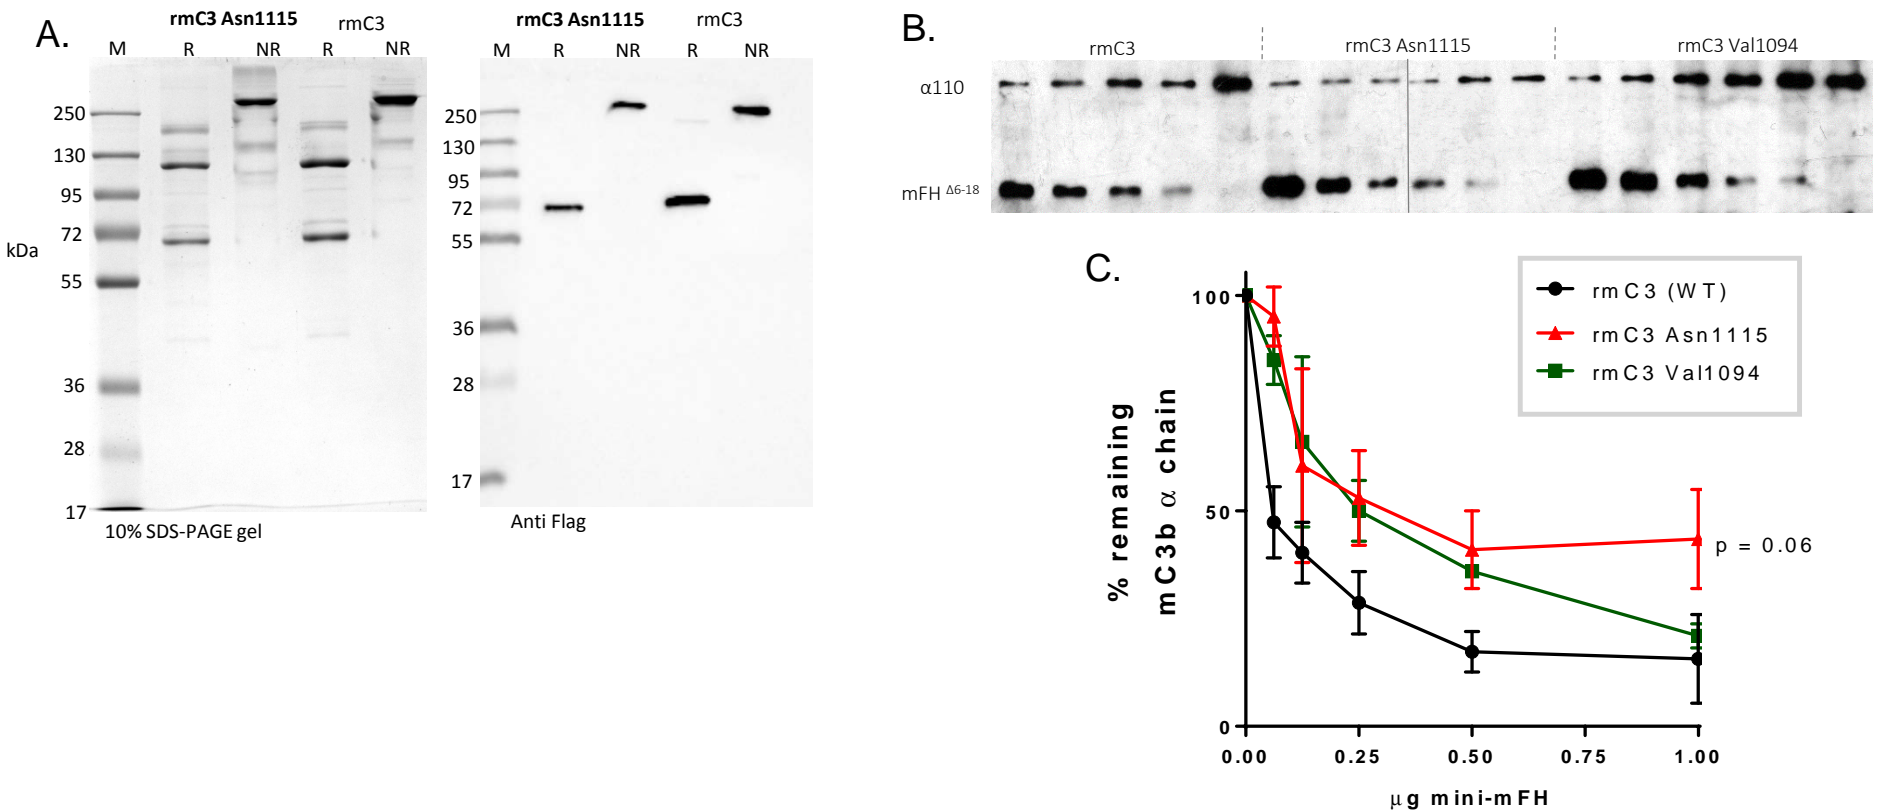 A.
rmC3 Asn1115 rmC3
M R NR R NR
250
130
95
72
kDa
55
36
28
17
10% SDS-PAGE gel
rmC3 Asn1115 rmC3
M R NR R NR
250
130
95
72
55
36
28
17
Anti Flag
B.
rmC3 rmC3 Asn1115 rmC3 Val1094
α110
mFH Δ6-18
C.
rmC3 (WT)
rmC3 Asn1115
rmC3 Val1094
% remaining
mC3b α chain
100
50
0
p = 0.06
0.00 0.25 0.50 0.75 1.00
μg mini-mFH